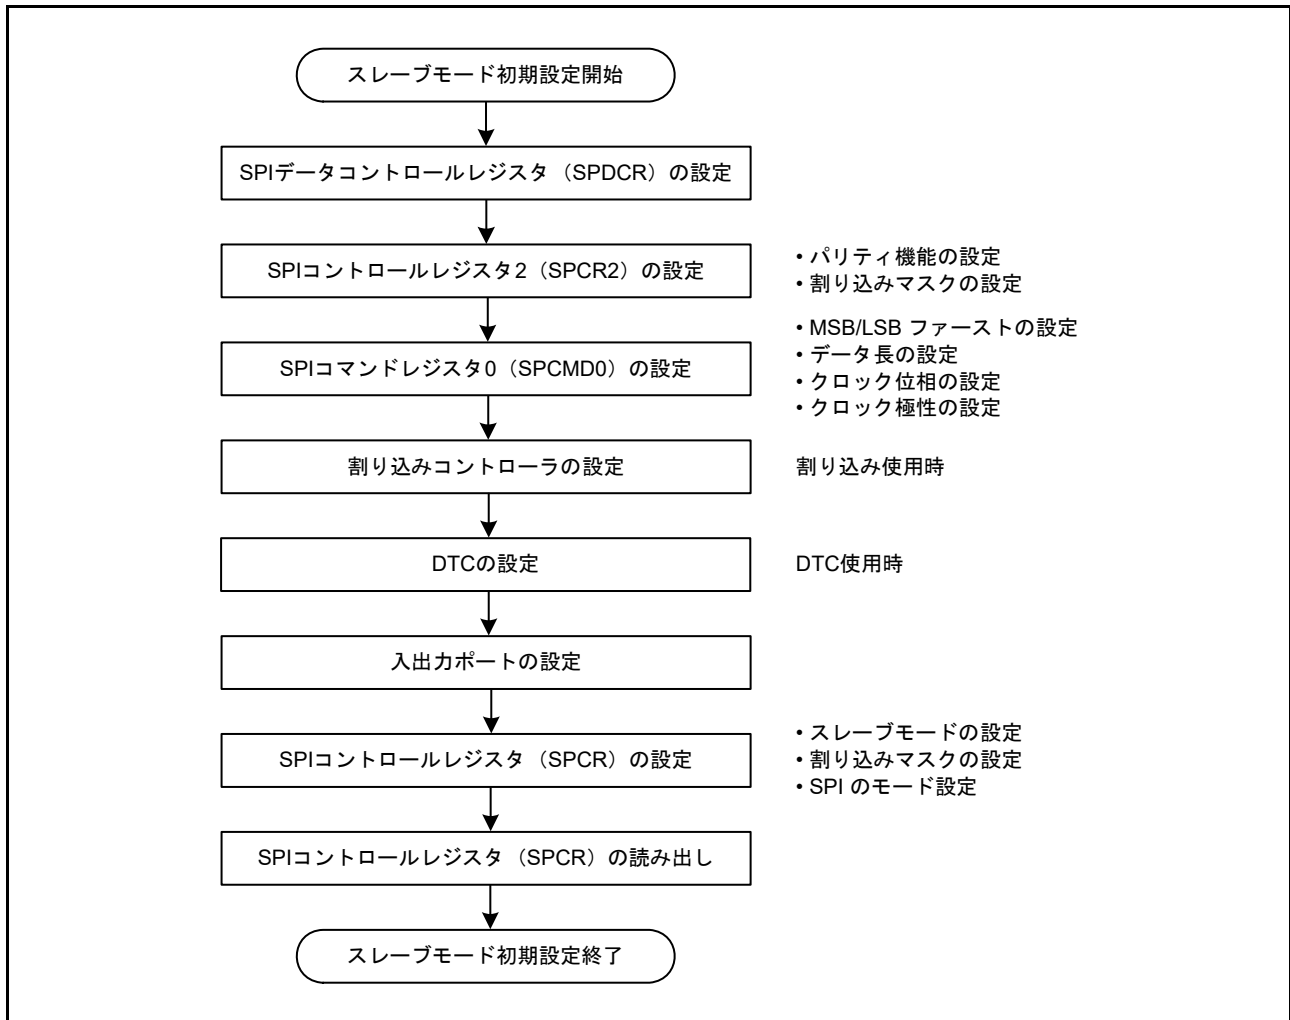 スレーブモード初期設定開始
SPIデータコントロールレジスタ（SPDCR）の設定
SPIコントロールレジスタ2（SPCR2）の設定
• パリティ機能の設定
• 割り込みマスクの設定
SPIコマンドレジスタ0（SPCMD0）の設定
• MSB/LSB ファーストの設定
• データ長の設定
• クロック位相の設定
• クロック極性の設定
割り込みコントローラの設定
割り込み使用時
DTCの設定
DTC使用時
入出力ポートの設定
SPIコントロールレジスタ（SPCR）の設定
• スレーブモードの設定
• 割り込みマスクの設定
• SPI のモード設定
SPIコントロールレジスタ（SPCR）の読み出し
スレーブモード初期設定終了